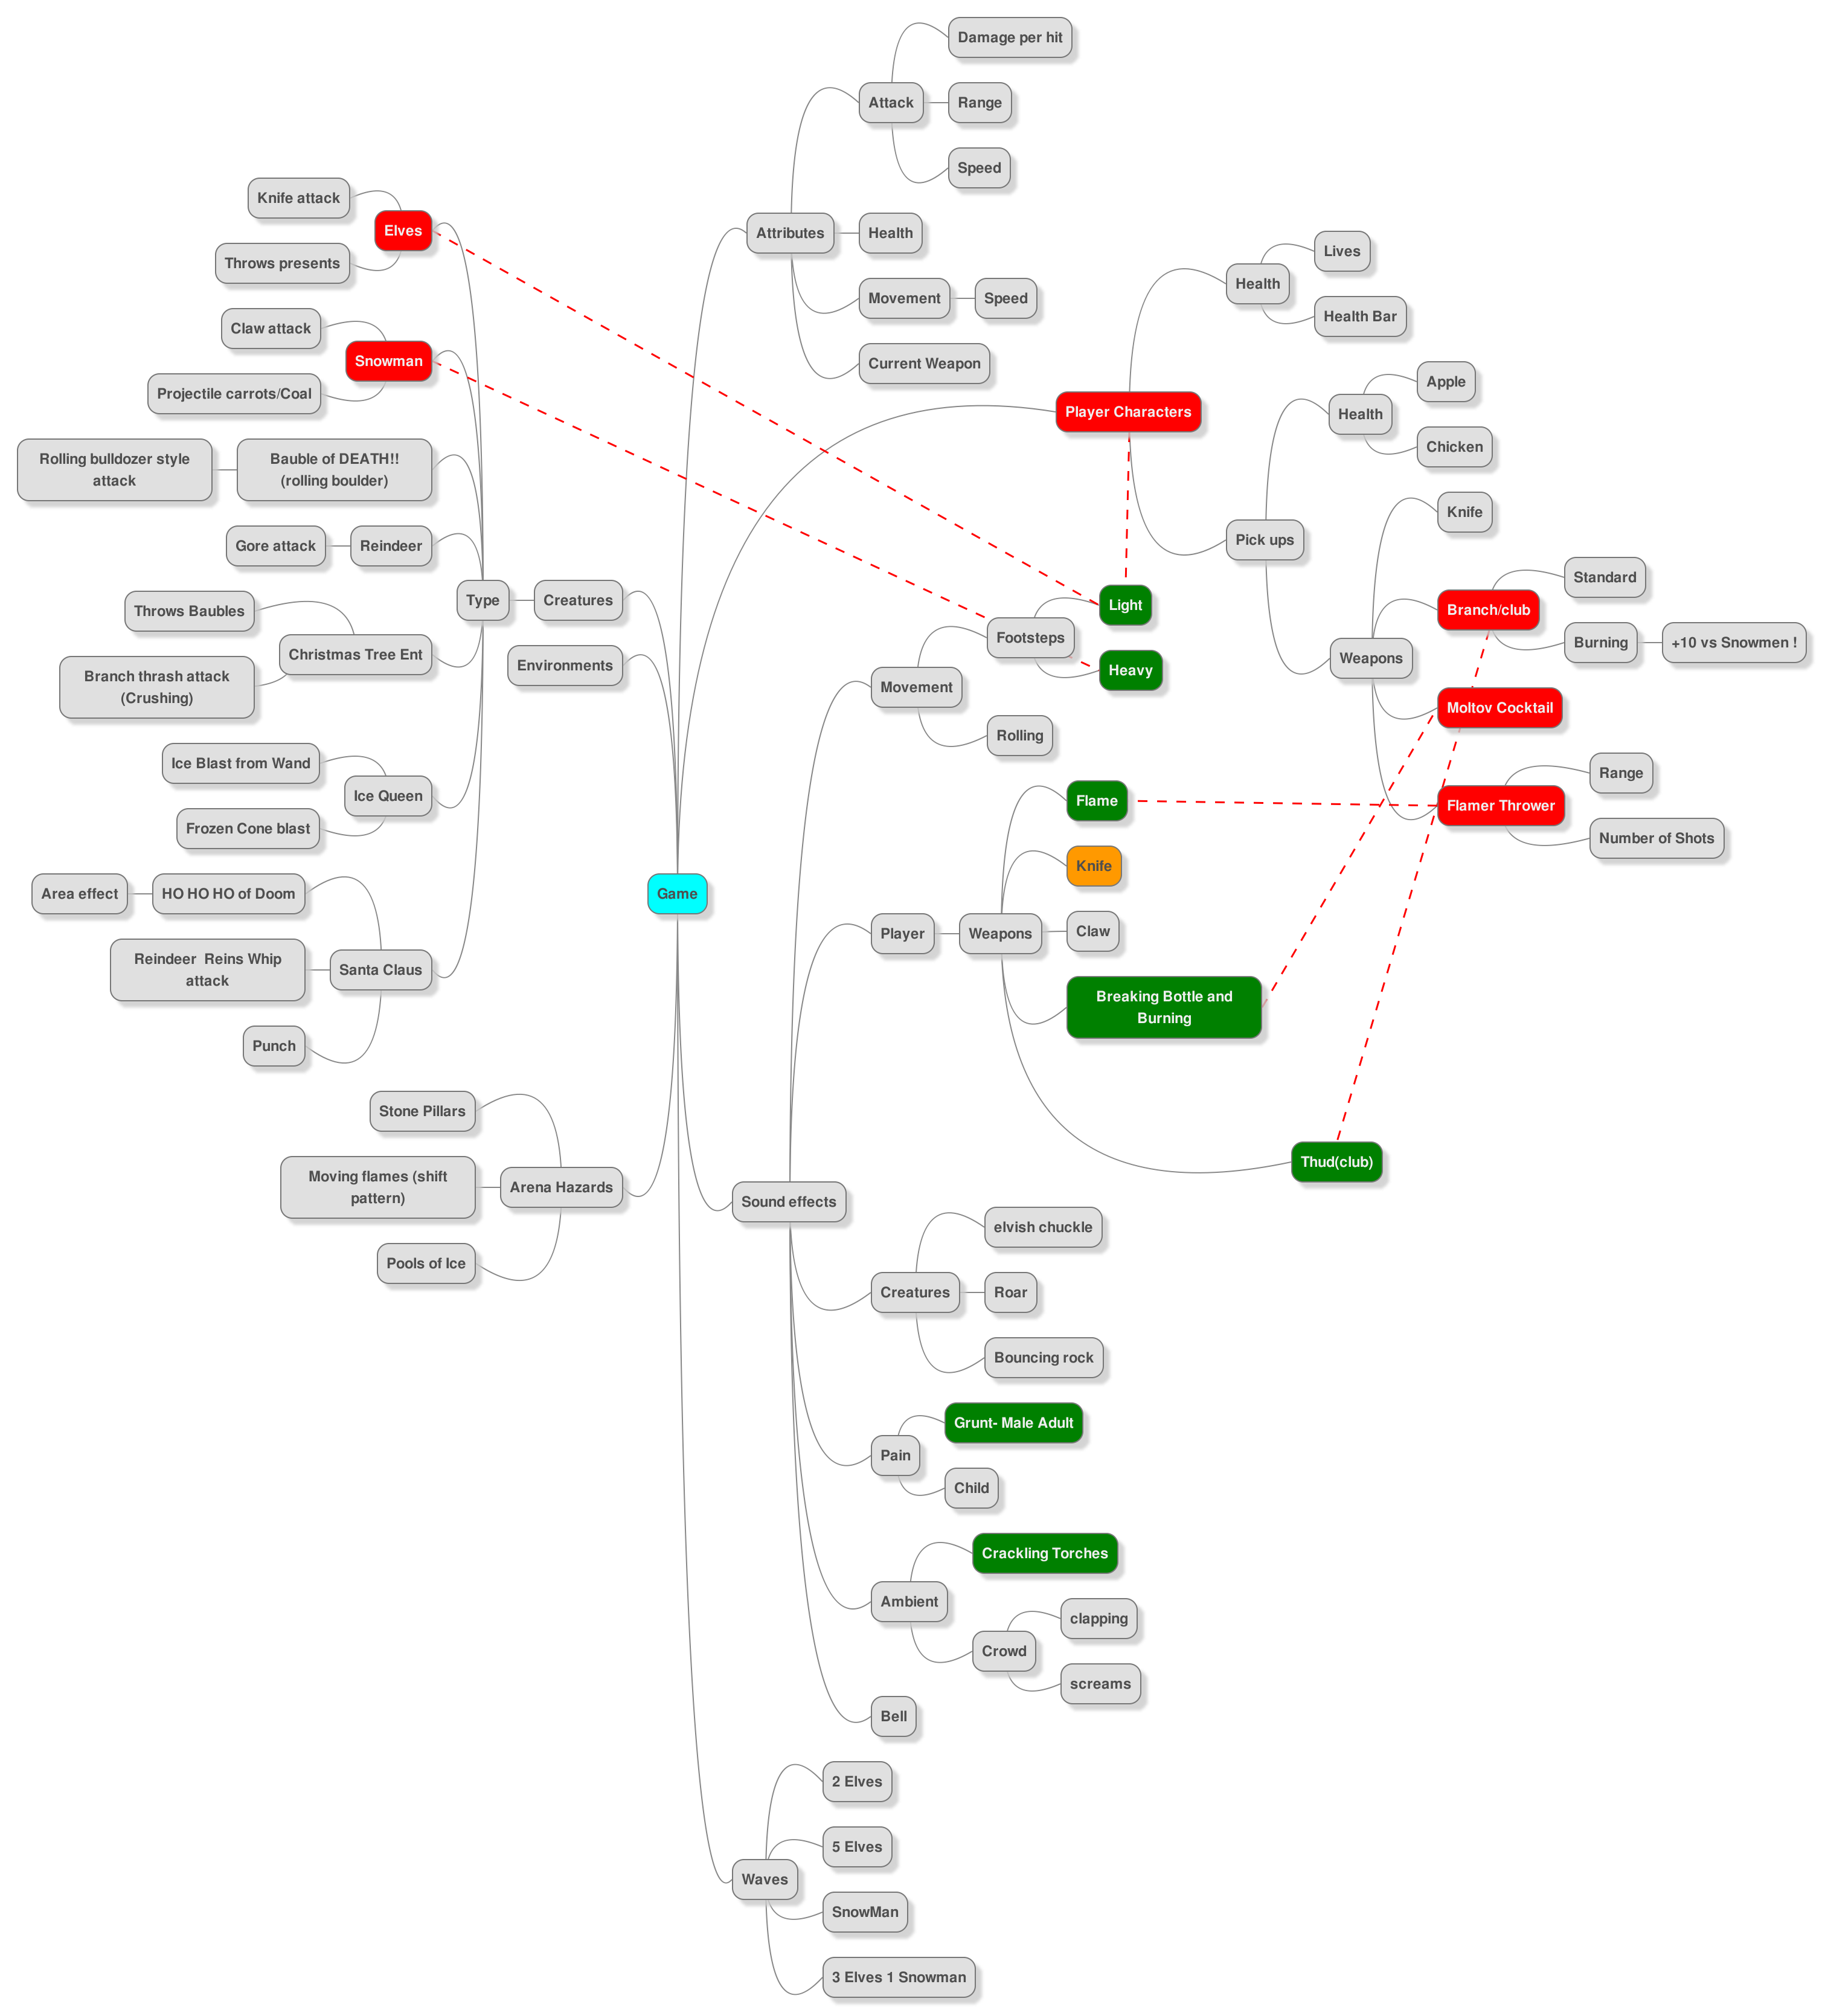 Damage per hit
Attack
Range
Speed
Attributes
Health
Movement
Speed
Current Weapon
Player Characters
Health
Lives
Health Bar
Pick ups
Health
Apple
Chicken
Weapons
Knife
Branch/club
Standard
Burning
+10 vs Snowmen !
Moltov Cocktail
Flamer Thrower
Range
Number of Shots
Knife attack
Elves
Throws presents
Claw attack
Snowman
Projectile carrots/Coal
Rolling bulldozer style
attack
Bauble of DEATH!!
(rolling boulder)
Gore attack
Reindeer
Type
Creatures
Throws Baubles
Christmas Tree Ent
Branch thrash attack
(Crushing)
Environments
Ice Blast from Wand
Ice Queen
Frozen Cone blast
Area effect
HO HO HO of Doom
Reindeer  Reins Whip
attack
Santa Claus
Punch
Game
Stone Pillars
Moving flames (shift
pattern)
Arena Hazards
Pools of Ice
Sound effects
Movement
Footsteps
Light
Heavy
Rolling
Player
Weapons
Flame
Knife
Claw
Breaking Bottle and
Burning
Thud(club)
Creatures
elvish chuckle
Roar
Bouncing rock
Pain
Grunt- Male Adult
Child
Ambient
Crackling Torches
Crowd
clapping
screams
Bell
Waves
2 Elves
5 Elves
SnowMan
3 Elves 1 Snowman